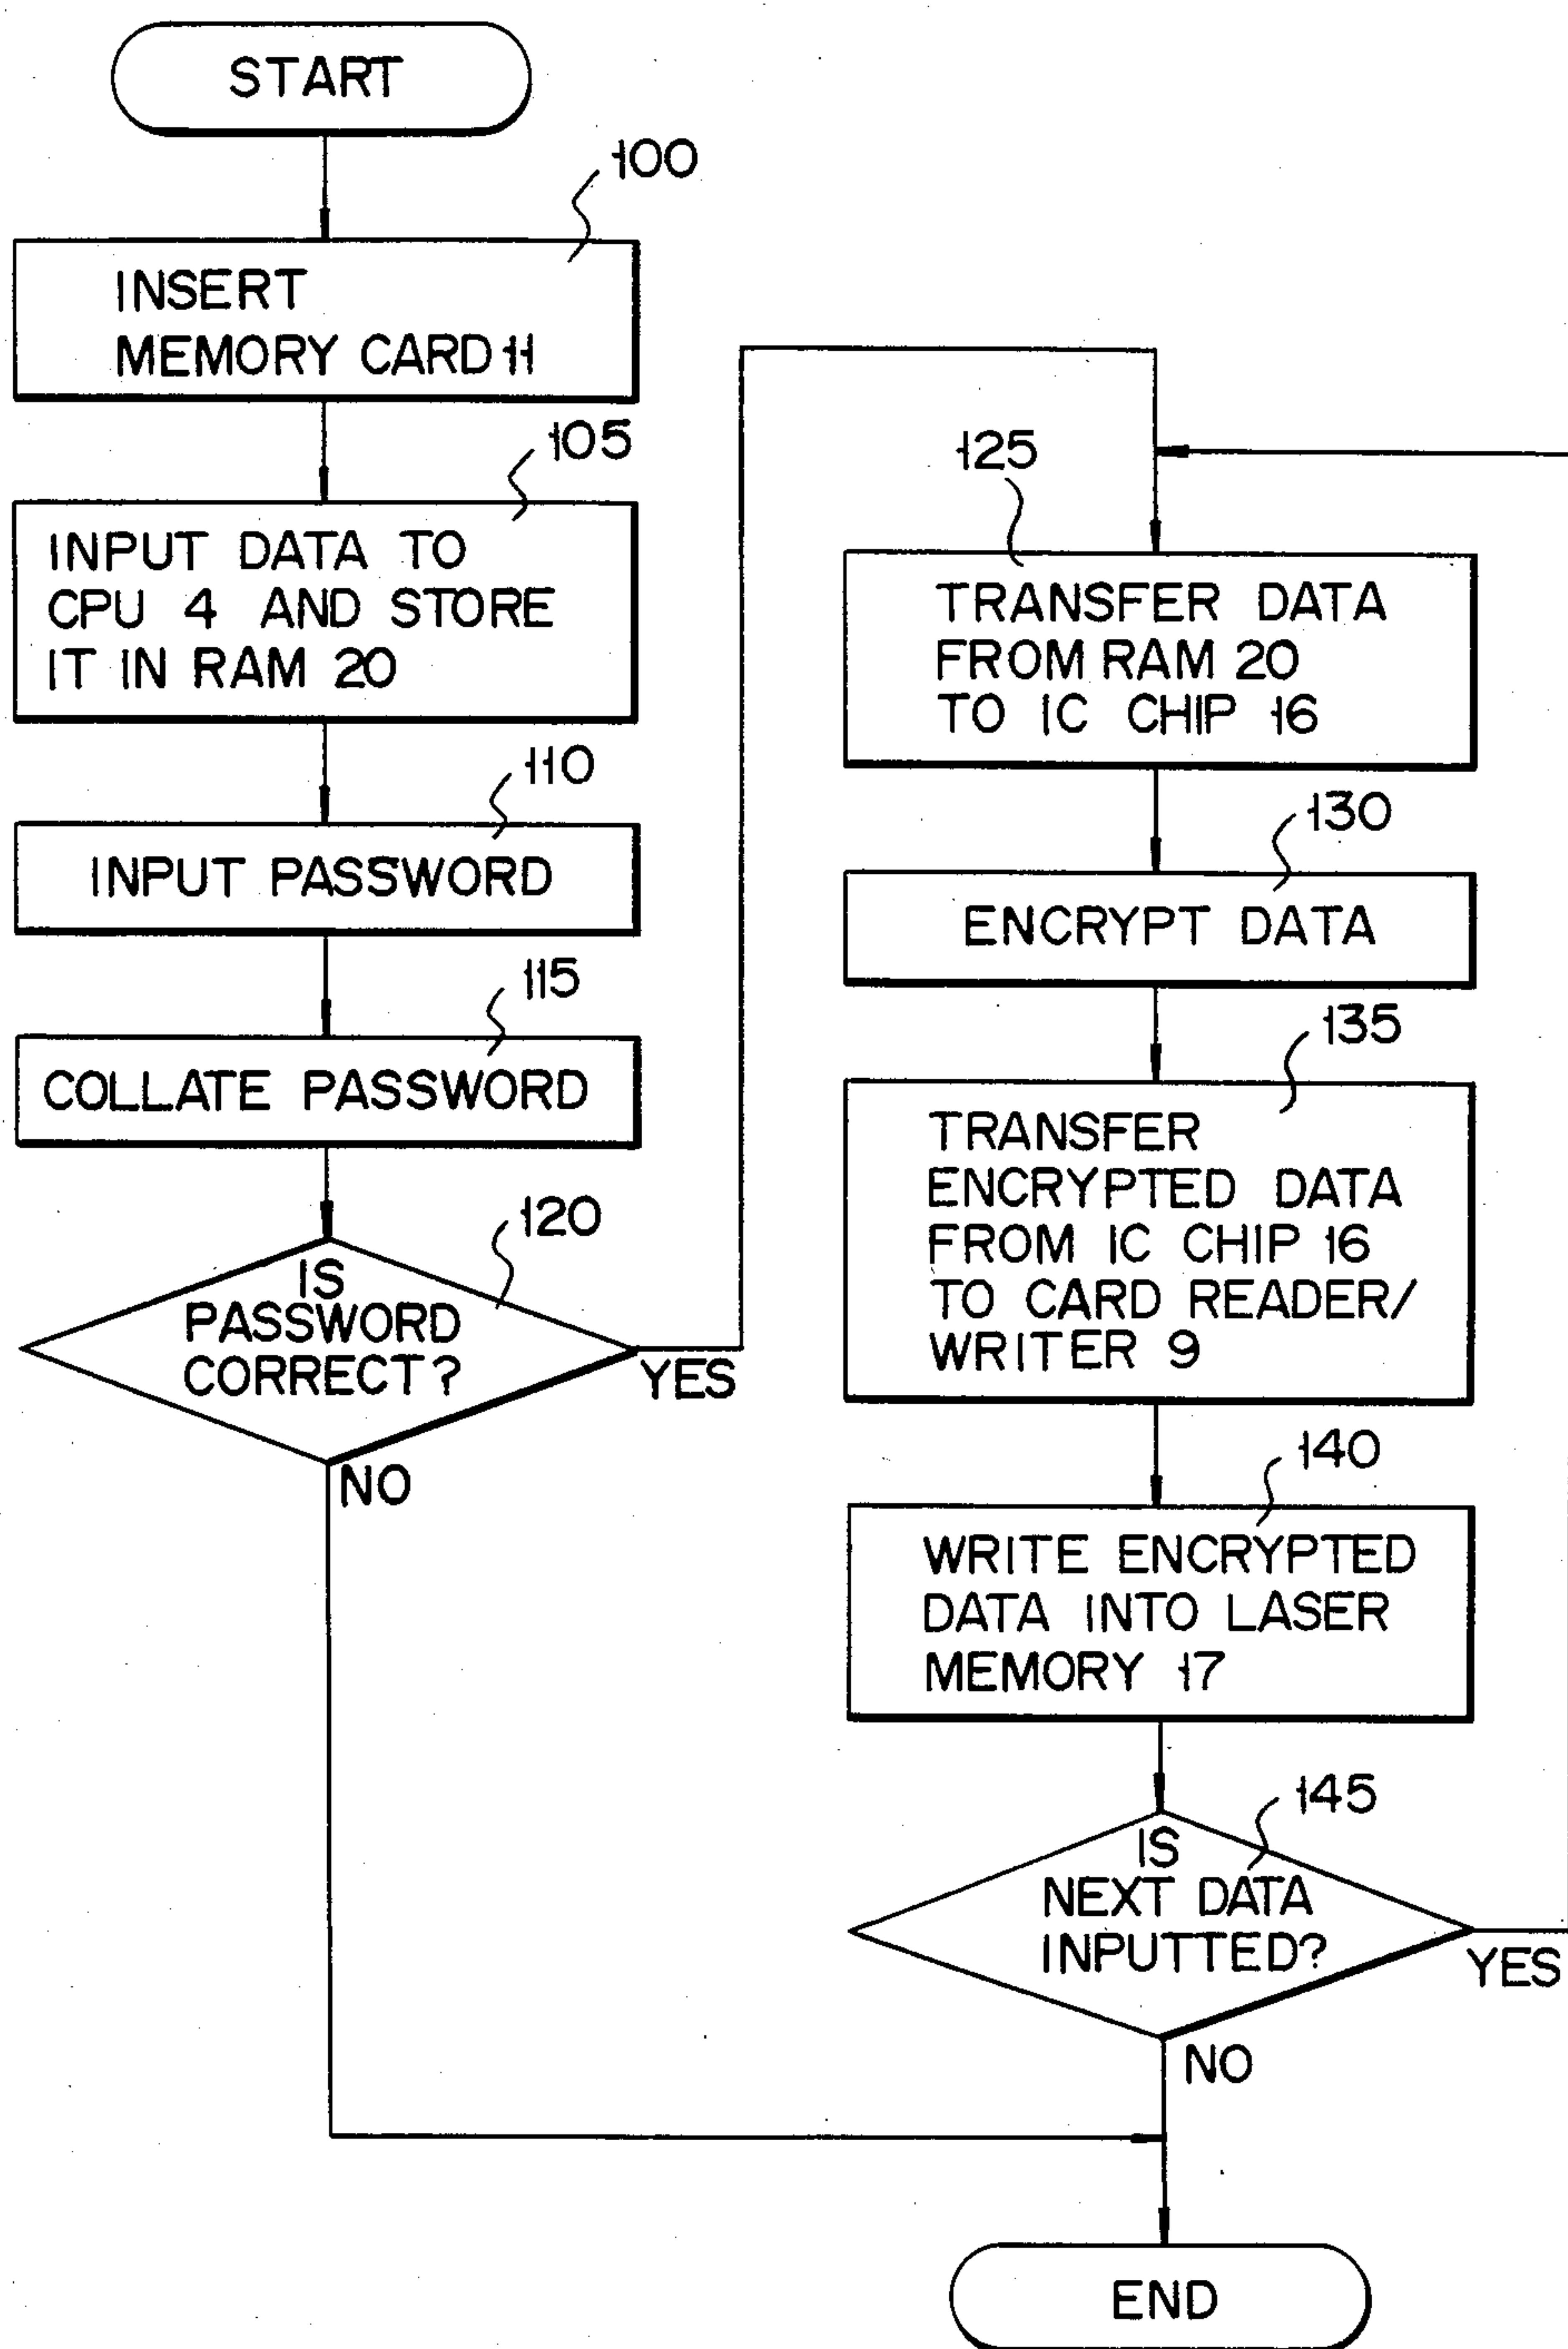 START
100
INSERT
MEMORY CARD 11
105
INPUT DATA TO
CPU 4 AND STORE
IT IN RAM 20
110
INPUT PASSWORD
115
COLLATE PASSWORD
120
IS
PASSWORD
CORRECT?
YES
NO
125
TRANSFER DATA
FROM RAM 20
TO IC CHIP 16
130
ENCRYPT DATA
135
TRANSFER
ENCRYPTED DATA
FROM IC CHIP 16
TO CARD READER/
WRITER 9
140
WRITE ENCRYPTED
DATA INTO LASER
MEMORY 17
145
IS
NEXT DATA
INPUTTED?
YES
NO
END